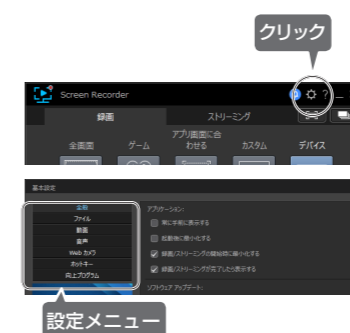 クリック
Screen Recorder
?
録画
ストリーミング
アプリ画面に合
わせる
全画面
ゲーム
カスタム
デバイス
基本設定
全般
ファイル
動画
音声
Web カメラ
ホットキー
向上プログラム
アプリケーション:
常に手前に表示する
起動後に最小化する
録画/ストリーミングの開始時に最小化する
録画/ストリーミングが完了したら表示する
ソフトウェア アップデート:
設定メニュー